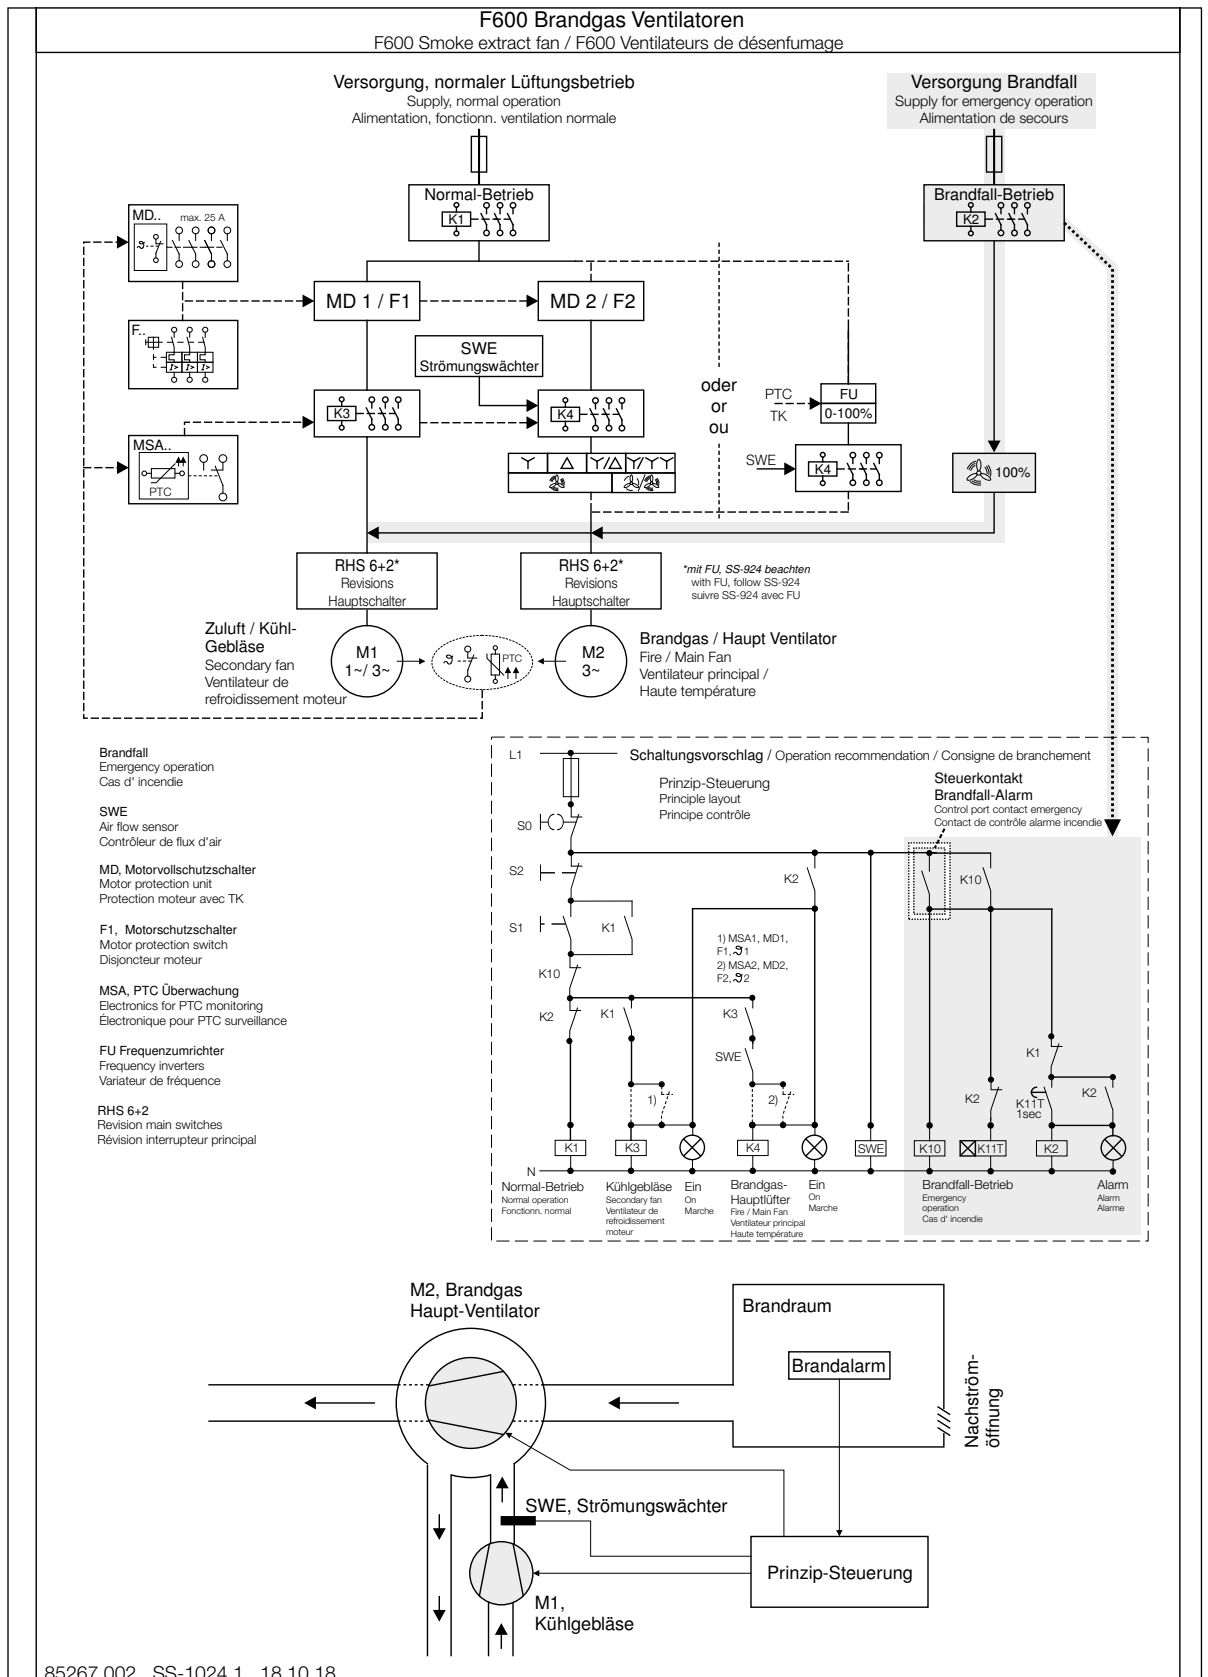 F600 Brandgas Ventilatoren
F600 Smoke extract fan / F600 Ventilateurs de désenfumage
Versorgung, normaler Lüftungsbetrieb
Supply, normal operation
Alimentation, fonctionn. ventilation normale
Versorgung Brandfall
Supply for emergency operation
Alimentation de secours
Normal-Betrieb
K1
Brandfall-Betrieb
K2
MD..
max. 25 A
ϑ
MD 1 / F1
MD 2 / F2
F..
I> I> I>
SWE
Strömungswächter
oder
or
ou
PTC
TK
FU
0-100%
K3
K4
MSA..
PTC
SWE
K4
100%
RHS 6+2*
Revisions
Hauptschalter
RHS 6+2*
Revisions
Hauptschalter
*mit FU, SS-924 beachten
with FU, follow SS-924
suivre SS-924 avec FU
Zuluft / Kühl-
Gebläse
Secondary fan
Ventilateur de
refroidissement moteur
M1
1~/ 3~
ϑ
PTC
M2
3~
Brandgas / Haupt Ventilator
Fire / Main Fan
Ventilateur principal /
Haute température
Brandfall
Emergency operation
Cas d' incendie
SWE
Air flow sensor
Contrôleur de flux d'air
MD, Motorvollschutzschalter
Motor protection unit
Protection moteur avec TK
F1, Motorschutzschalter
Motor protection switch
Disjoncteur moteur
MSA, PTC Überwachung
Electronics for PTC monitoring
Électronique pour PTC surveillance
FU Frequenzumrichter
Frequency inverters
Variateur de fréquence
RHS 6+2
Revision main switches
Révision interrupteur principal
L1
Schaltungsvorschlag / Operation recommendation / Consigne de branchement
Prinzip-Steuerung
Principle layout
Principe contrôle
Steuerkontakt
Brandfall-Alarm
Control port contact emergency
Contact de contrôle alarme incendie
S0
S2
K2
K10
S1
K1
1) MSA1, MD1,
F1, ϑ1
2) MSA2, MD2,
F2, ϑ2
K10
K2
K1
K3
SWE
K1
1)
2)
K2
K11T
1sec
K2
K1
K3
K4
SWE
K10
K11T
K2
N
Normal-Betrieb
Normal operation
Fonctionn. normal
Kühlgebläse
Secondary fan
Ventilateur de
refroidissement
moteur
Ein
On
Marche
Brandgas-
Hauptlüfter
Fire / Main Fan
Ventilateur principal
Haute température
Ein
On
Marche
Brandfall-Betrieb
Emergency
operation
Cas d' incendie
Alarm
Alarm
Alarme
M2, Brandgas
Haupt-Ventilator
Brandraum
Brandalarm
Nachström-
öffnung
SWE, Strömungswächter
Prinzip-Steuerung
M1,
Kühlgebläse
85267 002 SS-1024.1 18.10.18